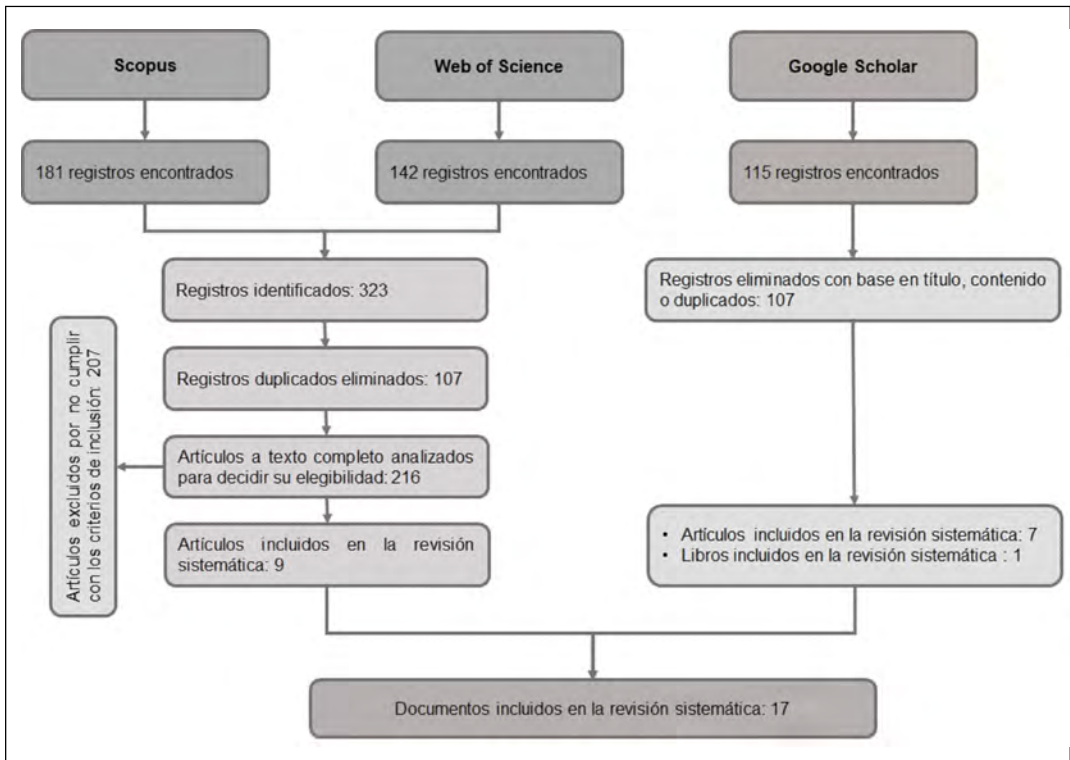 Scopus
Web of Science
Google Scholar
181 registros encontrados
142 registros encontrados
115 registros encontrados
Registros identificados: 323
Registros eliminados con base en título, contenido
o duplicados: 107
Registros duplicados eliminados: 107
Artículos excluidos por no cumplir
con los criterios de inclusión: 207
Artículos a texto completo analizados
para decidir su elegibilidad: 216
Artículos incluidos en la revisión
sistemática: 9
• Artículos incluidos en la revisión sistemática: 7
• Libros incluidos en la revisión sistemática : 1
Documentos incluidos en la revisión sistemática: 17